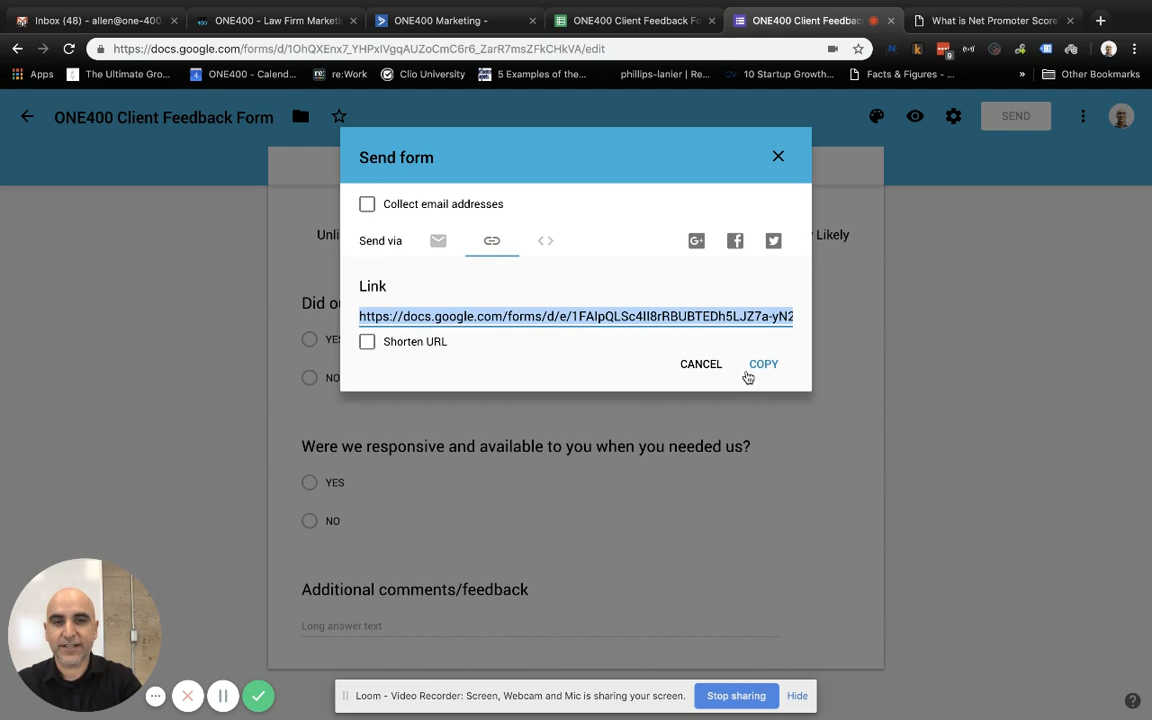 Inbox (48) - allen@one-400
ONE400 - Law Firm Marketi
ONE400 Marketing -
ONE400 Client Feedback Fo
ONE400 Client Feedba
What is Net Promoter Score
https://docs.google.com/forms/d/1OhQXEnx7_YHPxIVgqAUZoCmC6r6_ZarR7msZFkCHkVA/edit
Apps
The Ultimate Gro...
ONE400 - Calend...
re:Work
Clio University
5 Examples of the...
phillips-lanier | Re...
10 Startup Growth...
Facts & Figures - ...
»
Other Bookmarks
ONE400 Client Feedback Form
SEND
Send form
Collect email addresses
Send via
Unli
Likely
Link
Did o
https://docs.google.com/forms/d/e/1FAIpQLSc4II8rRBUBTEDh5LJZ7a-yN2
YE
Shorten URL
CANCEL
COPY
NO
Were we responsive and available to you when you needed us?
YES
NO
Additional comments/feedback
Long answer text
Loom - Video Recorder: Screen, Webcam and Mic is sharing your screen.
Stop sharing
Hide